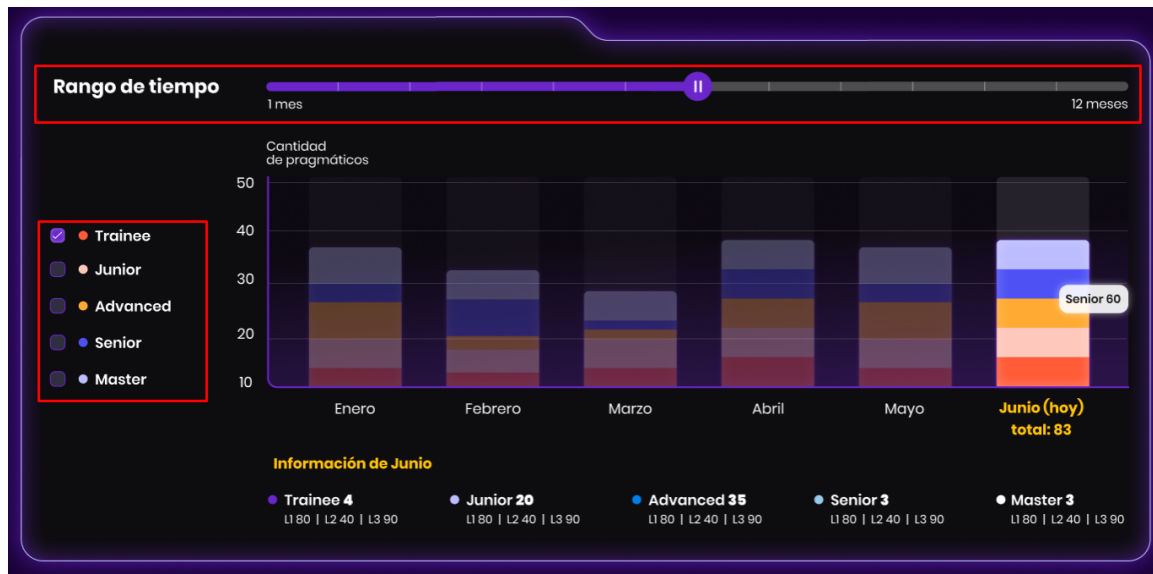 Rango de tiempo
1 mes
12 meses
Cantidad
de pragmáticos
50
40
30
20
10
Trainee
Junior
Advanced
Senior
Master
Senior 60
Enero
Febrero
Marzo
Abril
Mayo
Junio (hoy)
total: 83
Información de Junio
Trainee 4
L1 80 | L2 40 | L3 90
Junior 20
L1 80 | L2 40 | L3 90
Advanced 35
L1 80 | L2 40 | L3 90
Senior 3
L1 80 | L2 40 | L3 90
Master 3
L1 80 | L2 40 | L3 90